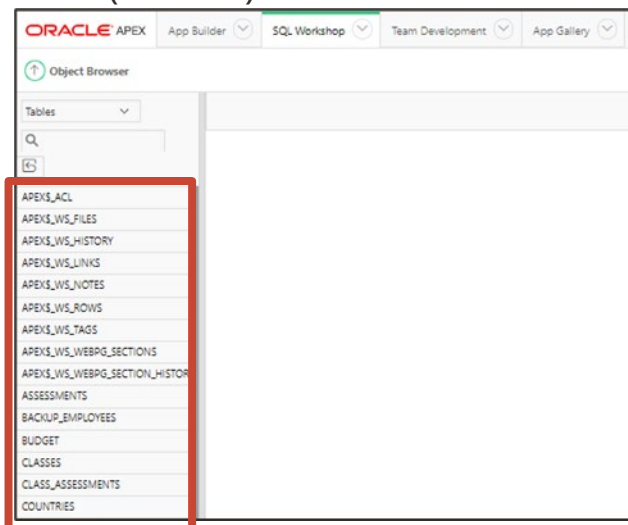 ORACLE APEX App Builder SQL Workshop Team Development App Gallery
Object Browser
Tables
APEX$_ACL
APEX$_WS_FILES
APEX$_WS_HISTORY
APEX$_WS_LINKS
APEX$_WS_NOTES
APEX$_WS_ROWS
APEX$_WS_TAGS
APEX$_WS_WEBPG_SECTIONS
APEX$_WS_WEBPG_SECTION_HISTOR
ASSESSMENTS
BACKUP_EMPLOYEES
BUDGET
CLASSES
CLASS_ASSESSMENTS
COUNTRIES